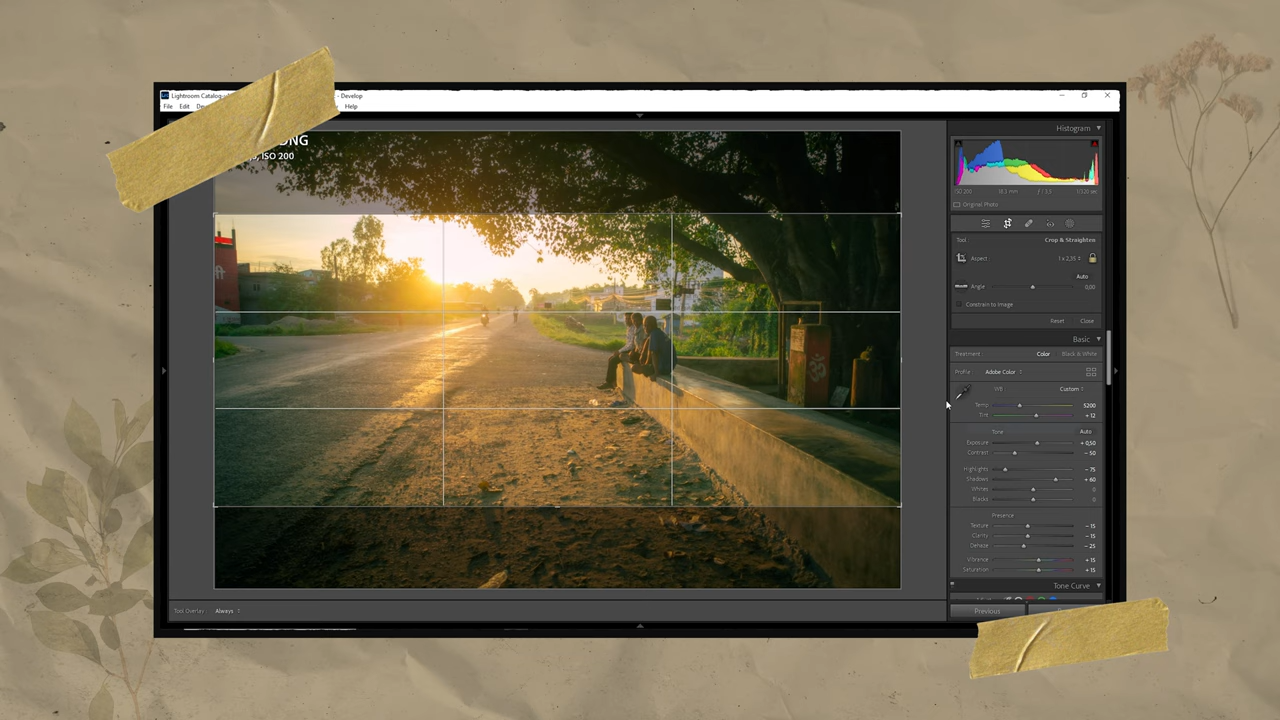 Lightroom Catalog
- Develop
File Edit
Help
DNG
ISO 200
Histogram
ISO 200
Original Photo
Tool :
Crop & Straighten
Aspect :
Auto
Angle
0,00
Constrain to Image
Reset Close
Basic
Treatment : Color Black & White
Profile : Adobe Color
WB : Custom
Temp 5200
Tint + 12
Tone Auto
Exposure + 0,50
Contrast – 50
Highlights – 75
Shadows + 60
Whites 0
Blacks 0
Presence
Texture – 15
Clarity – 15
Dehaze – 25
Vibrance + 15
Saturation + 15
Tone Curve
Previous
Tool Overlay : Always
ॐ